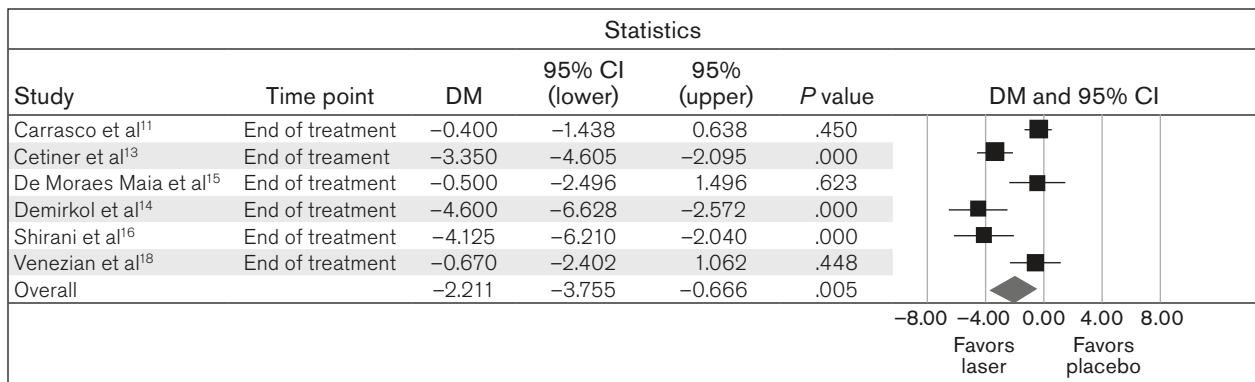 Statistics
95% CI 95%
Study Time point DM (lower) (upper) P value DM and 95% CI
Carrasco et al11 End of treatment −0.400 −1.438 0.638 .450
Cetiner et al13 End of treament −3.350 −4.605 −2.095 .000
De Moraes Maia et al15 End of treatment −0.500 −2.496 1.496 .623
Demirkol et al14 End of treatment −4.600 −6.628 −2.572 .000
Shirani et al16 End of treatment −4.125 −6.210 −2.040 .000
Venezian et al18 End of treatment −0.670 −2.402 1.062 .448
Overall −2.211 −3.755 −0.666 .005
−8.00 −4.00 0.00 4.00 8.00
Favors Favors
laser placebo